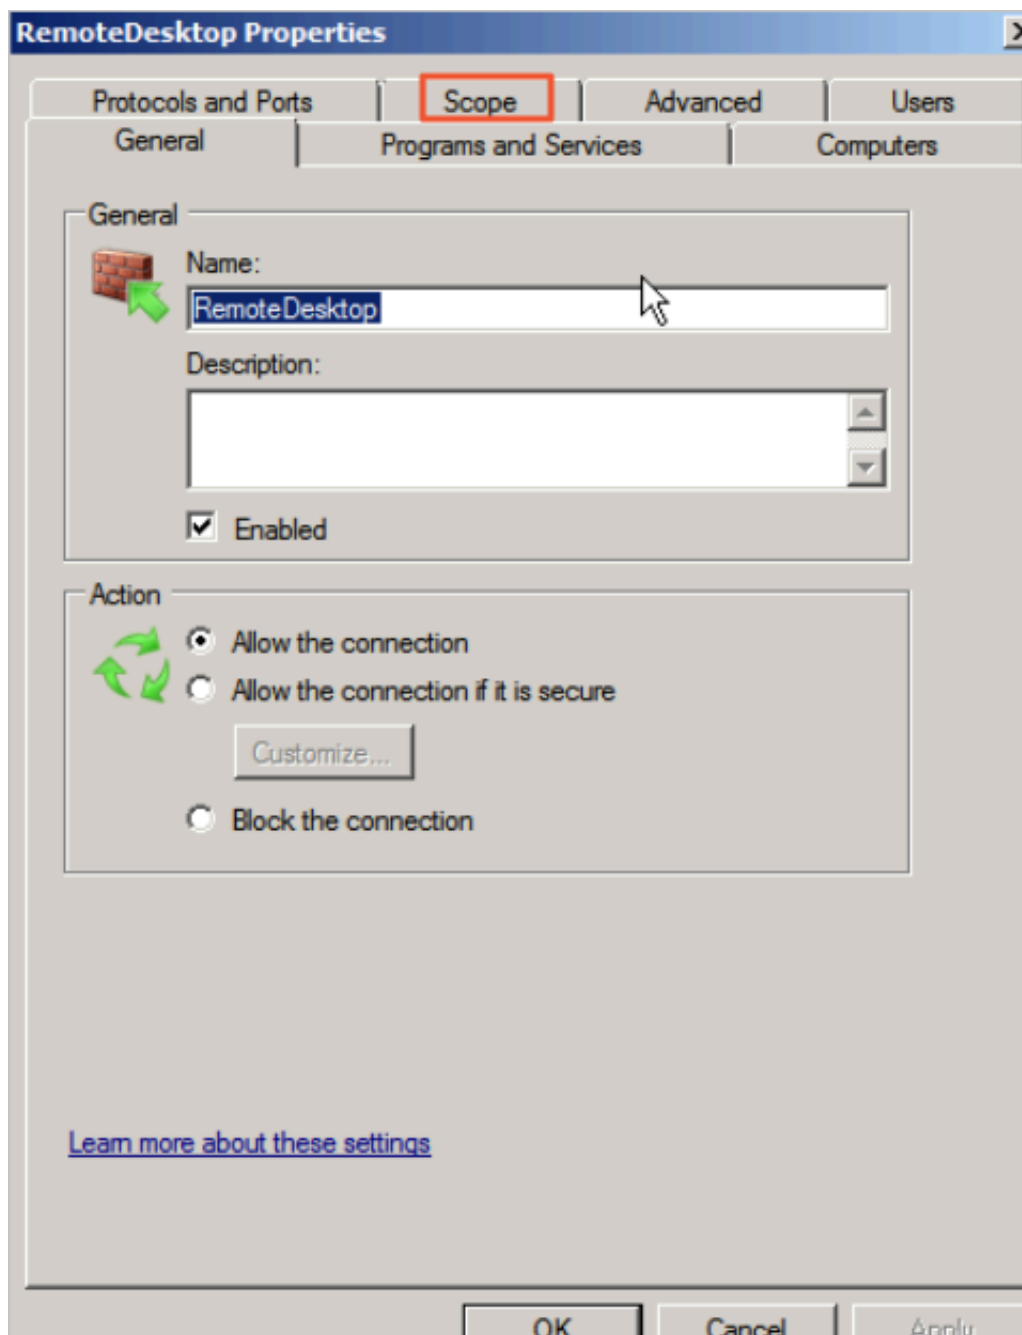 RemoteDesktop Properties
Protocols and Ports Scope Advanced Users
General Programs and Services Computers
General
Name:
RemoteDesktop
Description:
Enabled
Action
Allow the connection
Allow the connection if it is secure
Customize...
Block the connection
Learn more about these settings
OK Cancel Apply